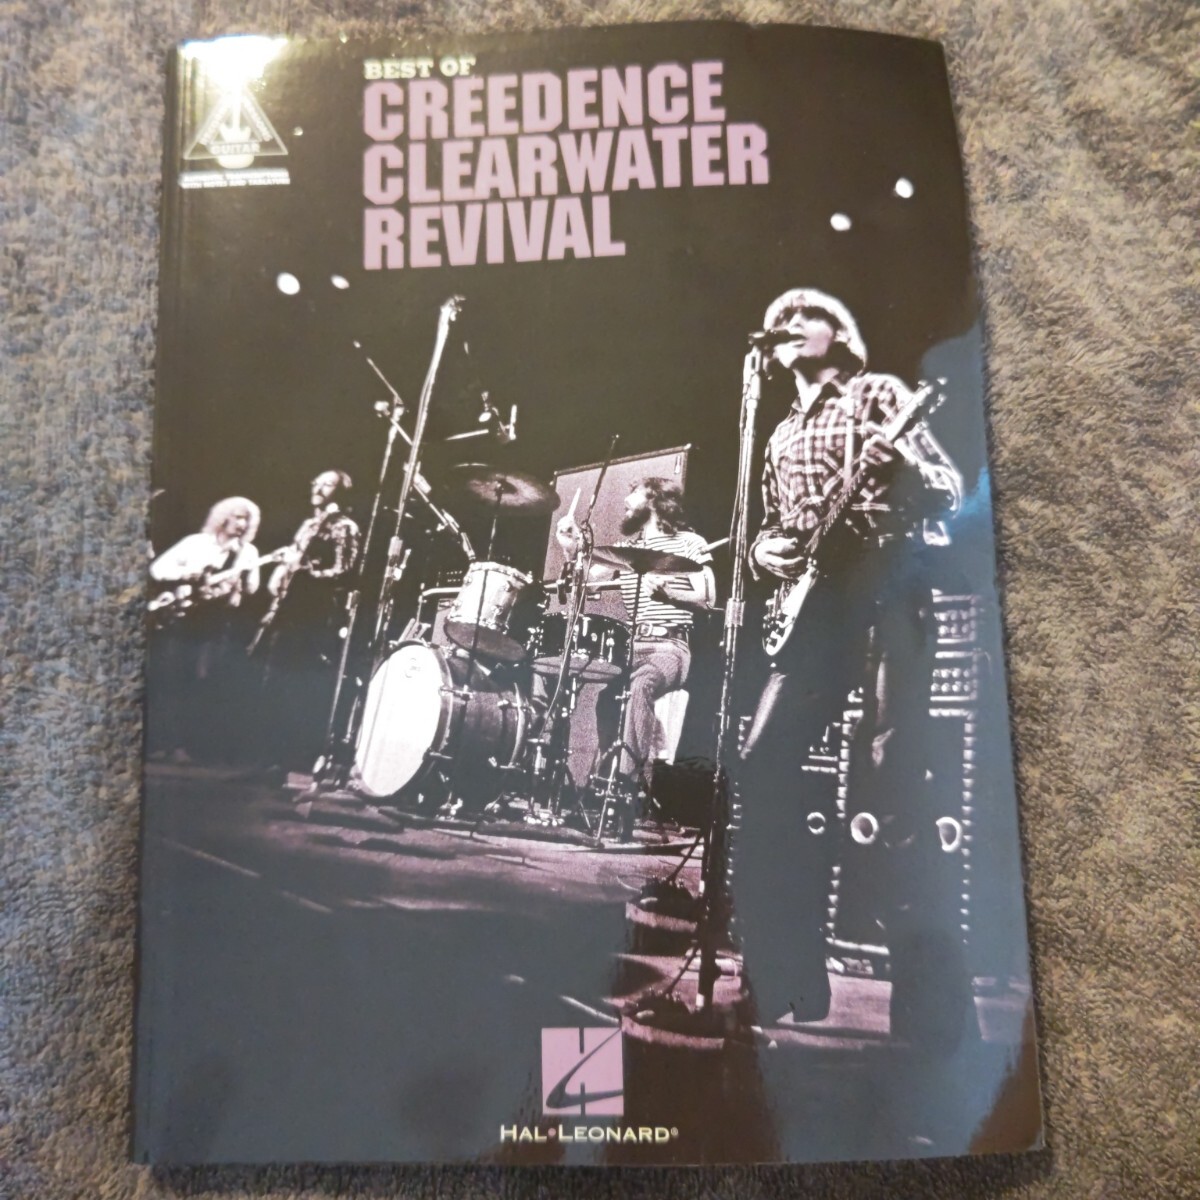 BEST OF
CREEDENCE
CLEARWATER
REVIVAL
GUITAR
HAL•LEONARD®